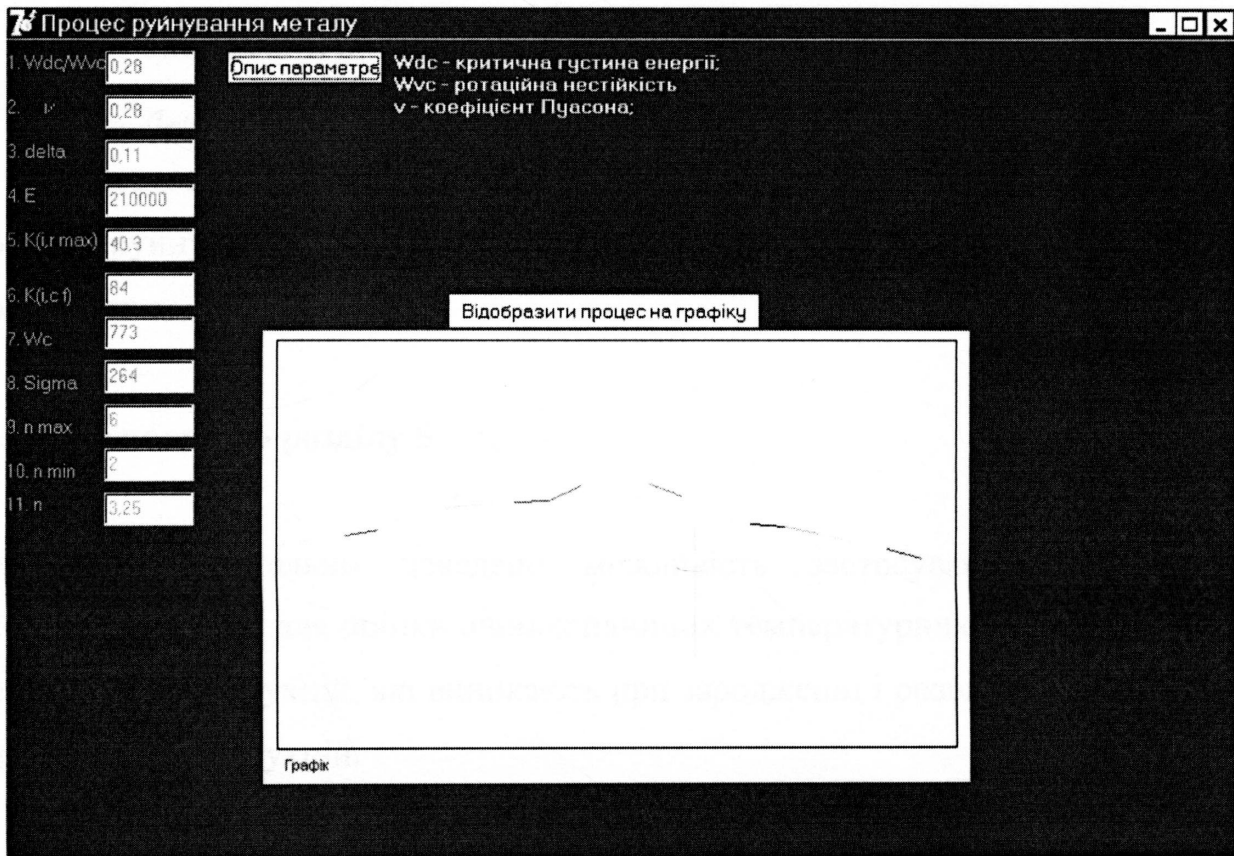 Процес руйнування металу
1. Wdc/Wvc 0,28
2. ν 0,28
3. delta 0,11
4. E 210000
5. K(i,r max) 40,3
6. K(i,c f) 84
7. Wc 773
8. Sigma 264
9. n max 6
10. n min 2
11. n 3,25
Опис параметра
Wdc - критична густина енергії;
Wvc - ротаційна нестійкість
v - коефіцієнт Пуасона;
Відобразити процес на графіку
Графік